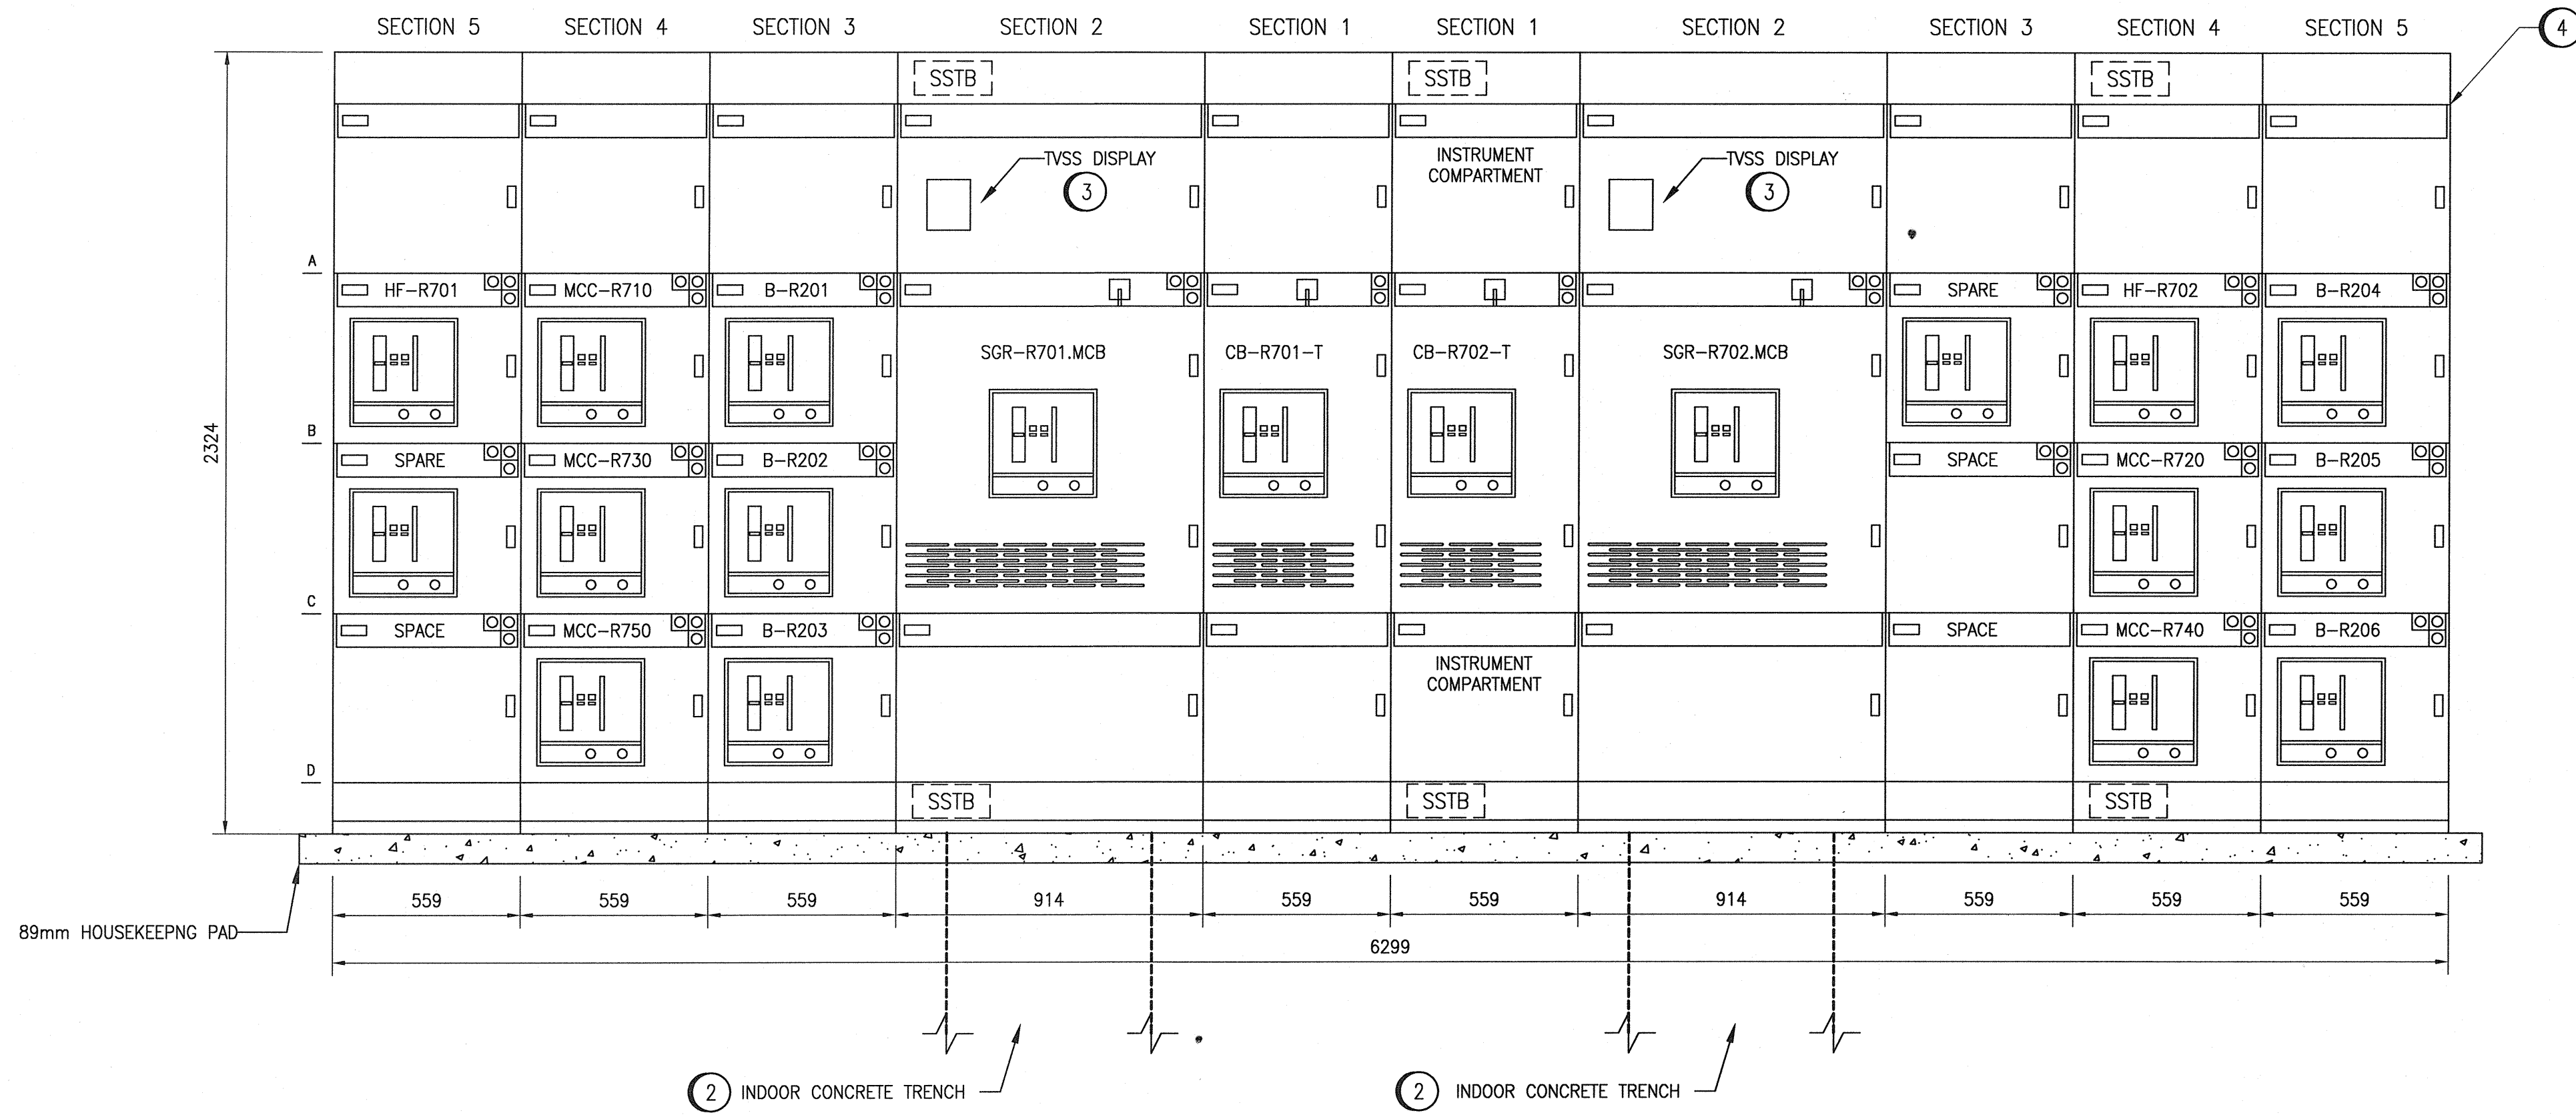 SECTION 5 SECTION 4 SECTION 3 SECTION 2 SECTION 1 SECTION 1 SECTION 2 SECTION 3 SECTION 4 SECTION 5
4
SSTB SSTB SSTB
TVSS DISPLAY
3
INSTRUMENT
COMPARTMENT
TVSS DISPLAY
3
A
HF-R701 MCC-R710 B-R201 SPARE HF-R702 B-R204
SGR-R701.MCB CB-R701-T CB-R702-T SGR-R702.MCB
2324
B
SPARE MCC-R730 B-R202 SPACE MCC-R720 B-R205
C
SPACE MCC-R750 B-R203 SPACE MCC-R740 B-R206
INSTRUMENT
COMPARTMENT
D
SSTB SSTB SSTB
559 559 559 914 559 559 914 559 559 559
89mm HOUSEKEEPNG PAD
6299
2 INDOOR CONCRETE TRENCH
2 INDOOR CONCRETE TRENCH